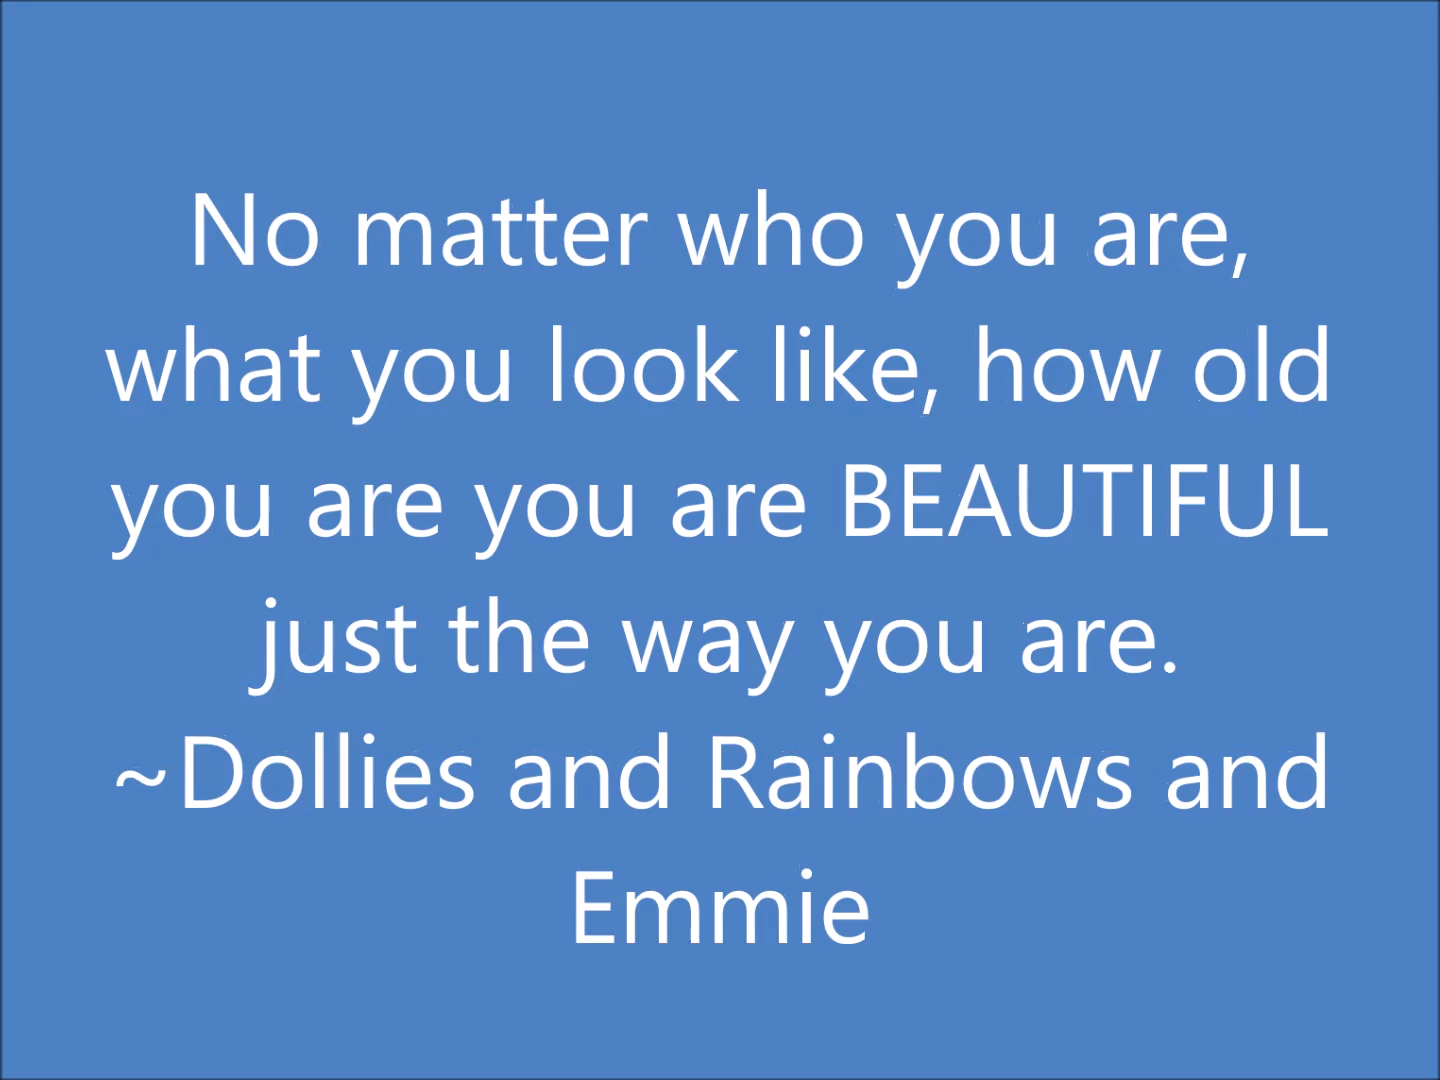 No matter who you are,
what you look like, how old
you are you are BEAUTIFUL
just the way you are.
~Dollies and Rainbows and
Emmie